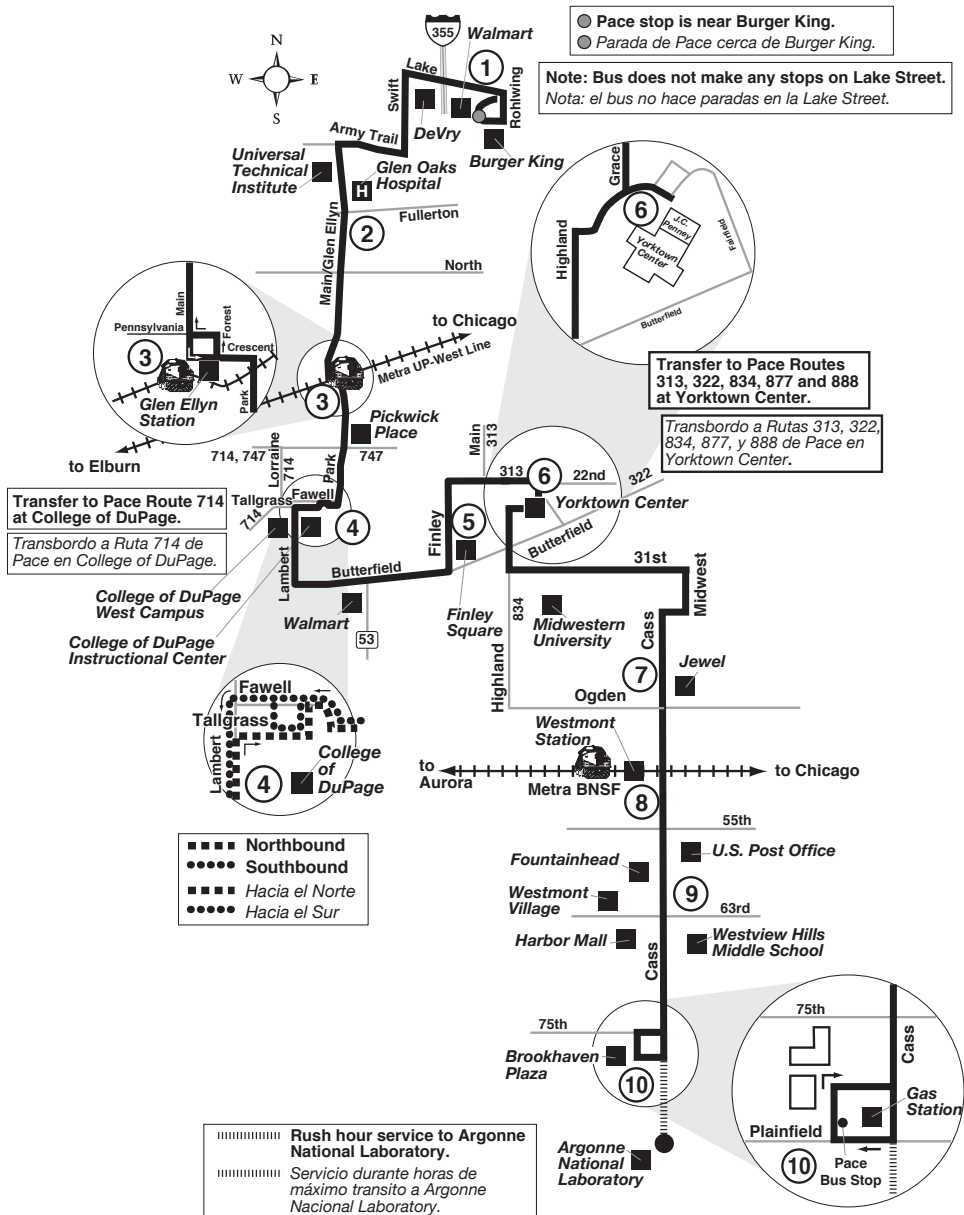 Pace stop is near Burger King.
Parada de Pace cerca de Burger King.
Note: Bus does not make any stops on Lake Street.
Nota: el bus no hace paradas en la Lake Street.
N
W E
S
355
Walmart
Lake
1
Swift
Rohlwing
DeVry
Burger King
Army Trail
Universal
Technical
Institute
Glen Oaks
Hospital
H
Fullerton
2
Main/Glen Ellyn
North
Grace
6
J.C.
Penney
Yorktown
Center
Fairfield
Highland
Butterfield
Main
Pennsylvania
Forest
Crescent
3
Park
Glen Ellyn
Station
to Chicago
Metra UP-West Line
3
to Elburn
Transfer to Pace Routes
313, 322, 834, 877 and 888
at Yorktown Center.
Transbordo a Rutas 313, 322,
834, 877, y 888 de Pace en
Yorktown Center.
Pickwick
Place
714, 747
747
Lorraine
714
Park
Main
313
313
6
22nd
322
Yorktown Center
Transfer to Pace Route 714
at College of DuPage.
Transbordo a Ruta 714 de
Pace en College of DuPage.
Tallgrass
Fawell
714
4
Lambert
Finley
5
Butterfield
Butterfield
31st
Midwest
College of DuPage
West Campus
College of DuPage
Instructional Center
Walmart
53
Finley
Square
834
Highland
Midwestern
University
Cass
7
Jewel
Ogden
Fawell
Tallgrass
Lambert
4
College
of
DuPage
Westmont
Station
to
Aurora
Metra BNSF
to Chicago
8
55th
Northbound
Southbound
Hacia el Norte
Hacia el Sur
Fountainhead
U.S. Post Office
Westmont
Village
9
63rd
Harbor Mall
Westview Hills
Middle School
Cass
75th
Brookhaven
Plaza
10
75th
Cass
Gas
Station
Plainfield
10
Pace
Bus Stop
Argonne
National
Laboratory
Rush hour service to Argonne
National Laboratory.
Servicio durante horas de
máximo transito a Argonne
Nacional Laboratory.